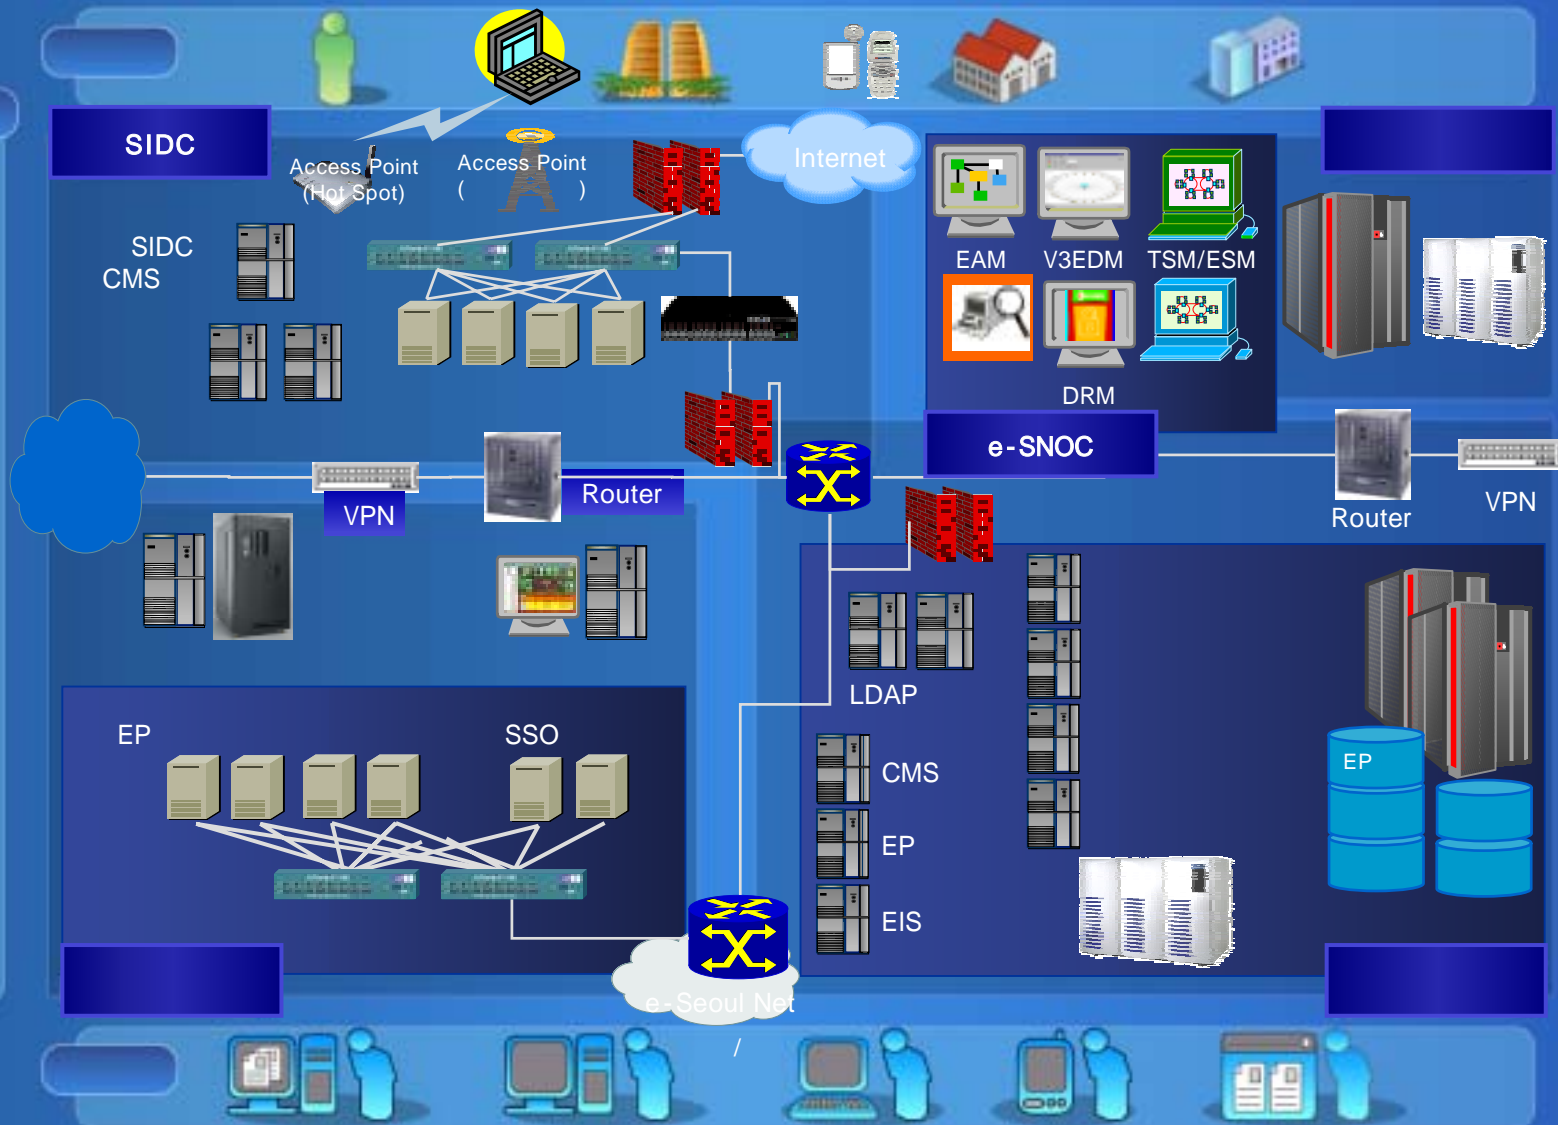 SIDC
Access Point
(Hot Spot)
Access Point
( )
Internet
SIDC
CMS
EAM
V3EDM
TSM/ESM
DRM
e-SNOC
Router
VPN
Router
VPN
LDAP
EP
SSO
CMS
EP
EP
EIS
e-Seoul Net
/